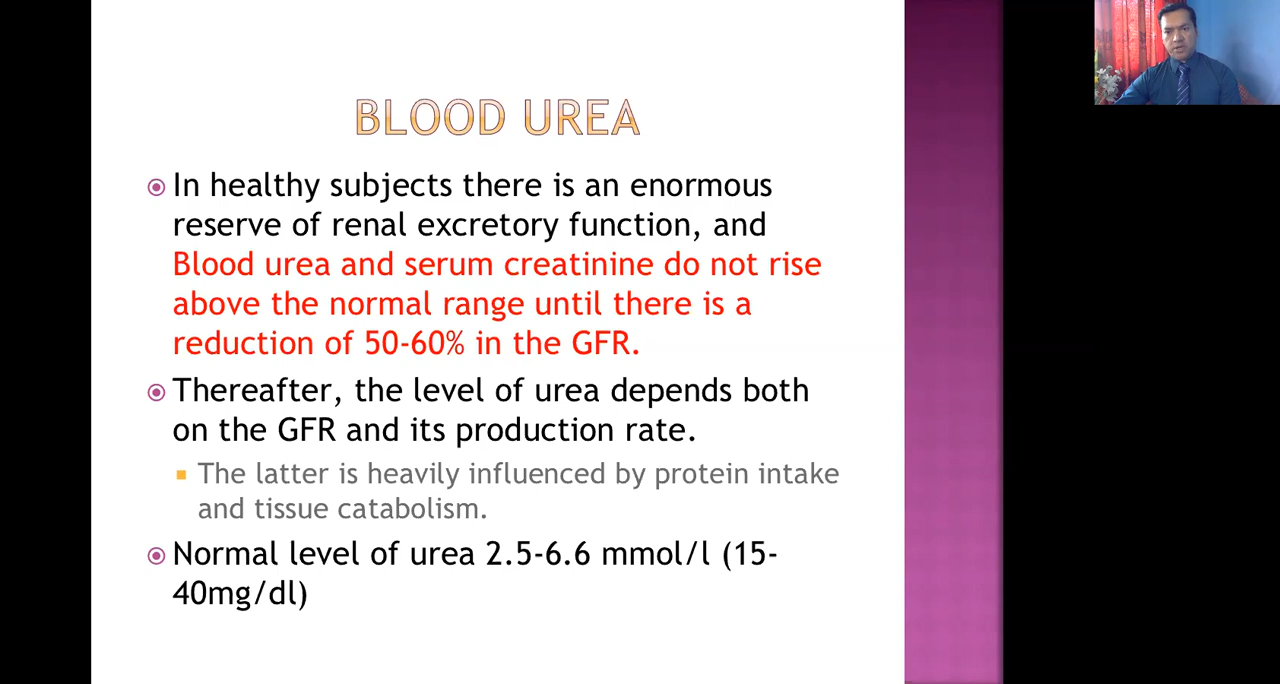 BLOOD UREA
In healthy subjects there is an enormous
reserve of renal excretory function, and
Blood urea and serum creatinine do not rise
above the normal range until there is a
reduction of 50-60% in the GFR.
Thereafter, the level of urea depends both
on the GFR and its production rate.
The latter is heavily influenced by protein intake
and tissue catabolism.
Normal level of urea 2.5-6.6 mmol/l (15-
40mg/dl)